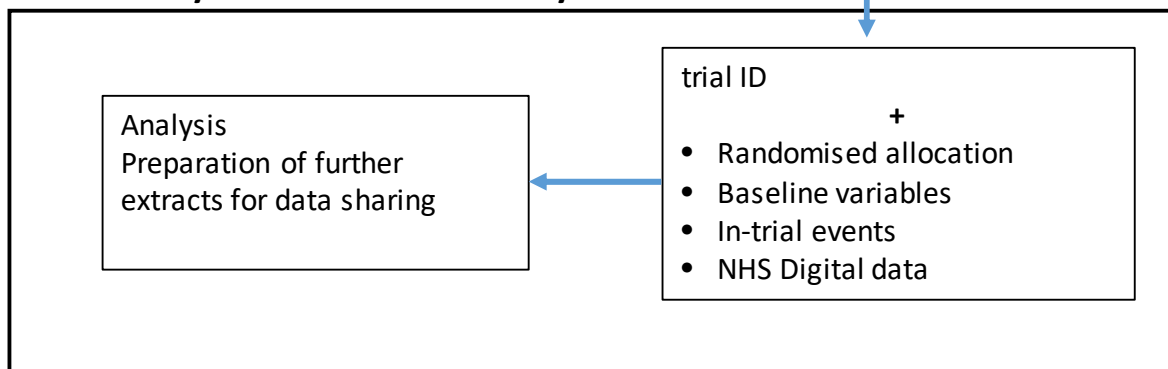 trial ID
+
• Randomised allocation
• Baseline variables
• In-trial events
• NHS Digital data
Analysis
Preparation of further
extracts for data sharing